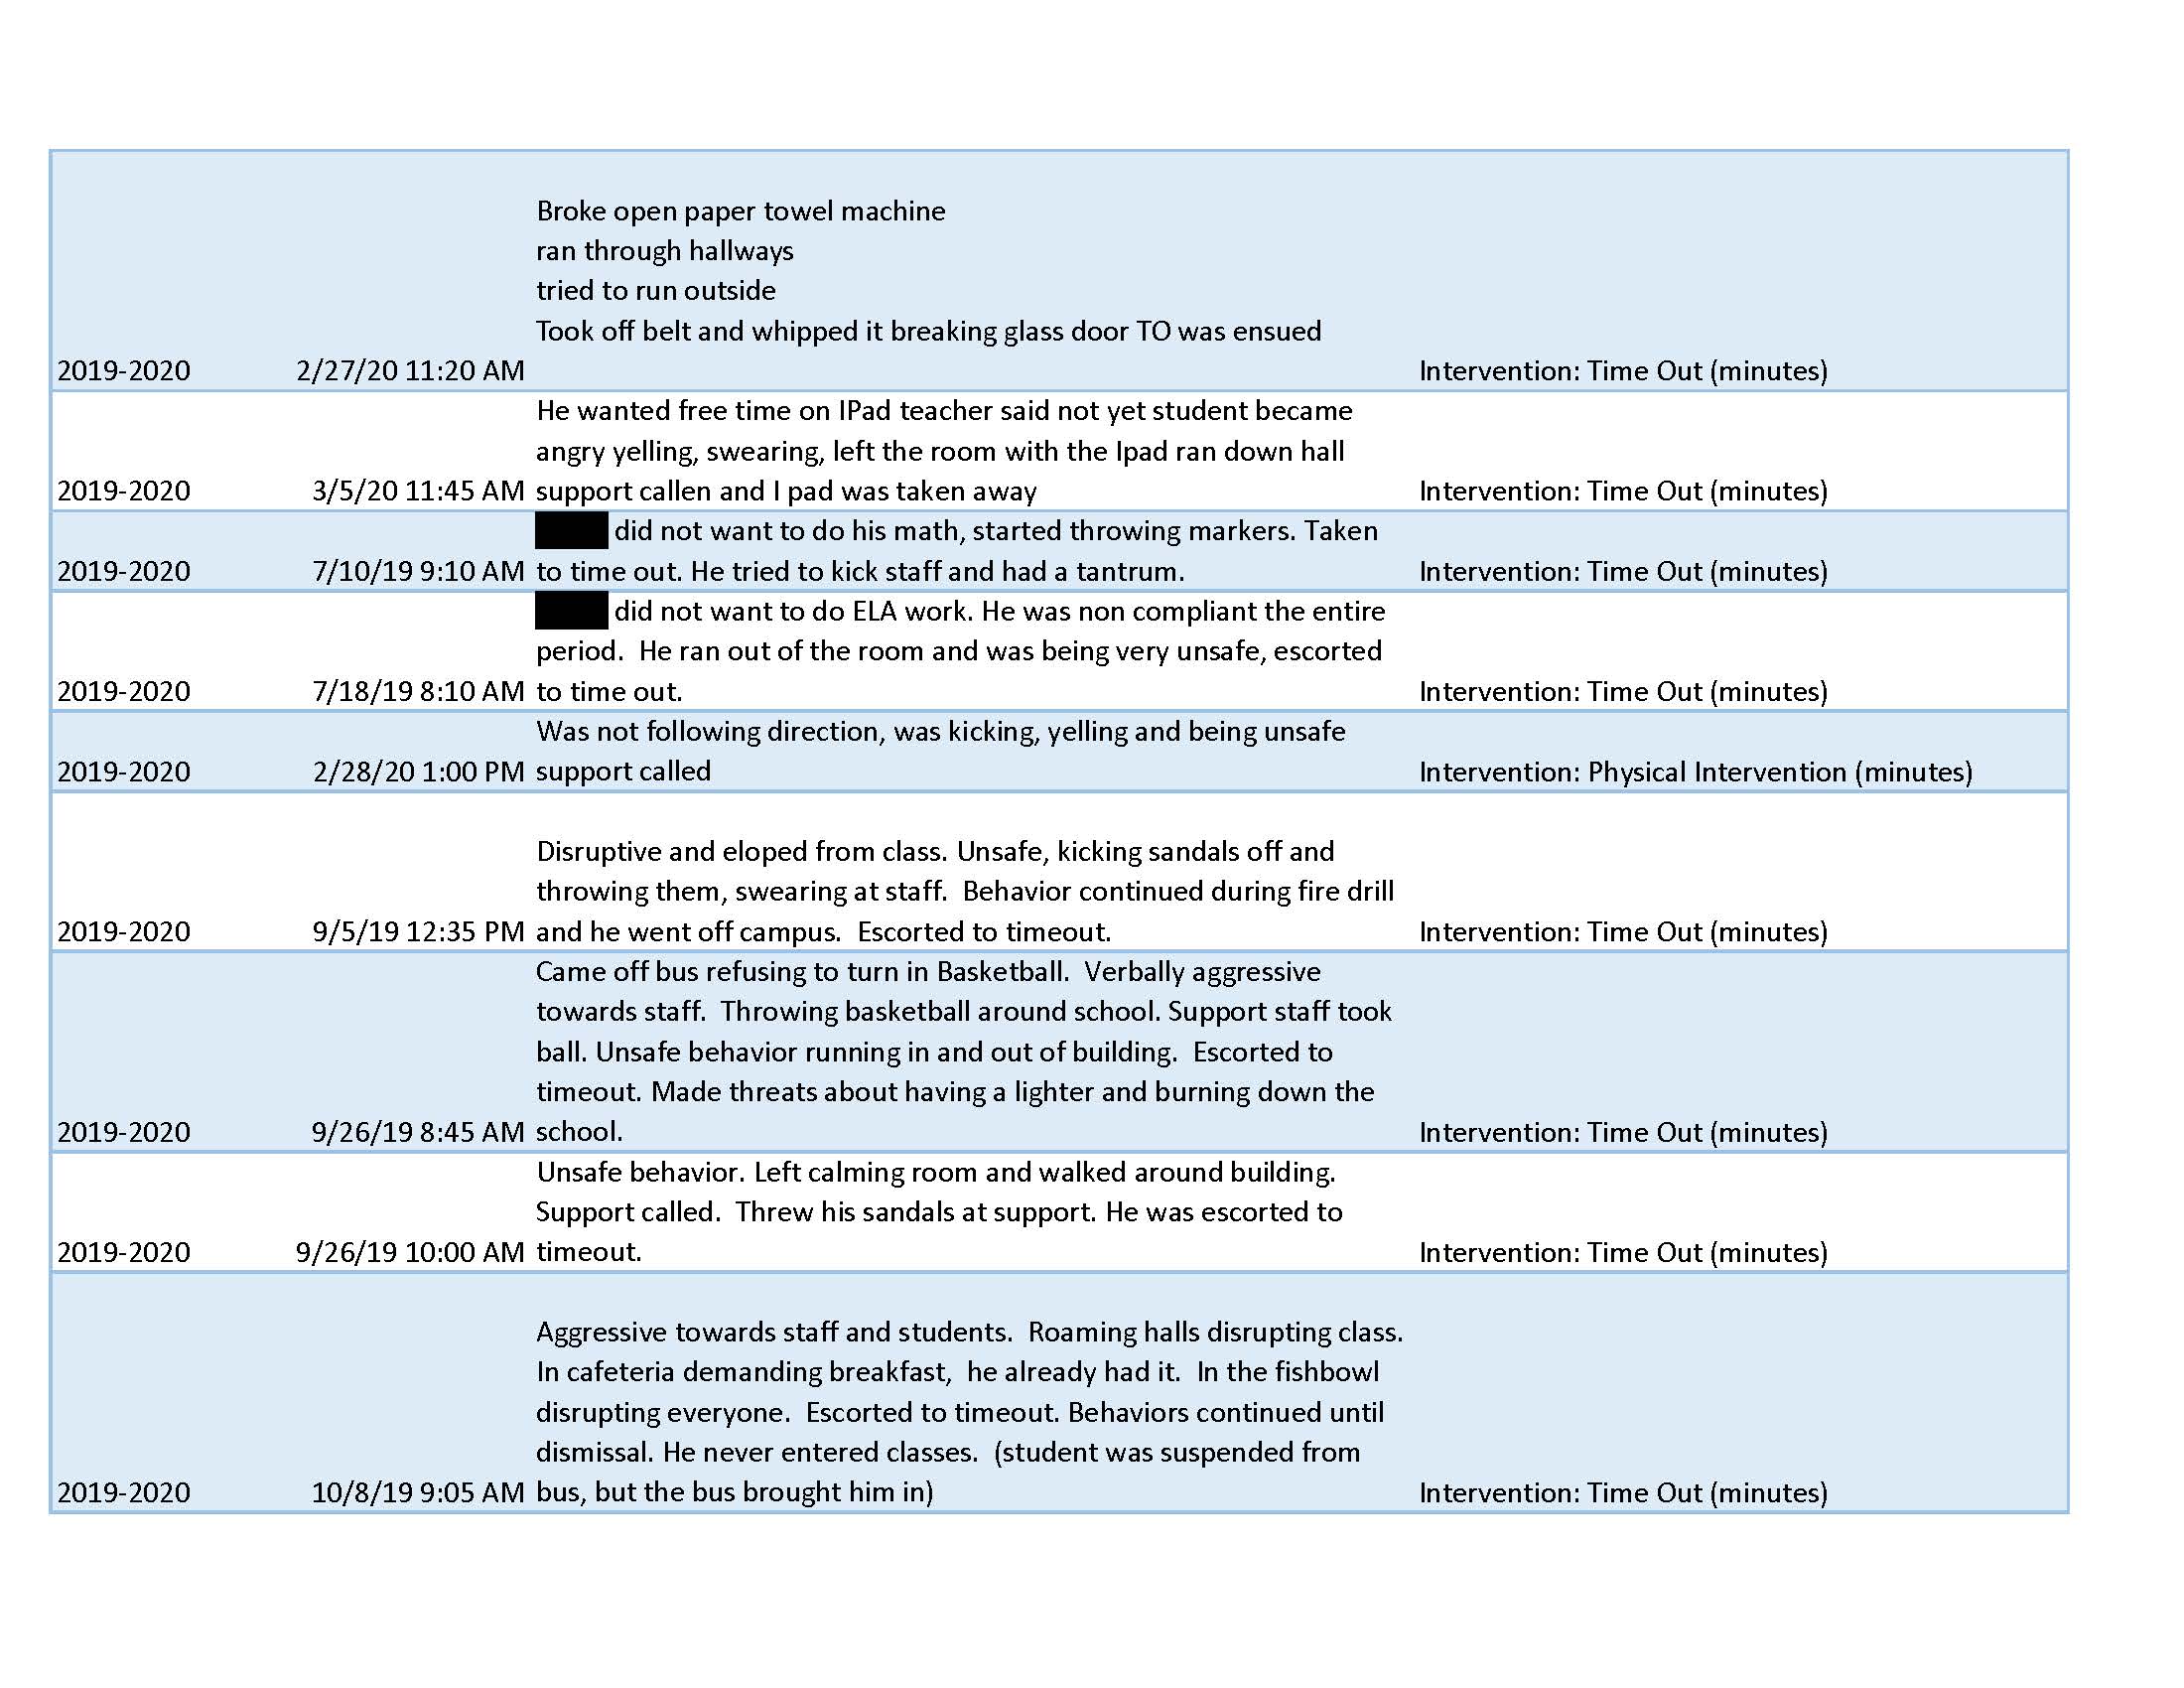 Broke open paper towel machine
ran through hallways
tried to run outside
Took off belt and whipped it breaking glass door TO was ensued
2019-2020 2/27/20 11:20 AM Intervention: Time Out (minutes)
He wanted free time on IPad teacher said not yet student became
angry yelling, swearing, left the room with the Ipad ran down hall
2019-2020 3/5/20 11:45 AM support callen and I pad was taken away Intervention: Time Out (minutes)
did not want to do his math, started throwing markers. Taken
2019-2020 7/10/19 9:10 AM to time out. He tried to kick staff and had a tantrum. Intervention: Time Out (minutes)
did not want to do ELA work. He was non compliant the entire
period.  He ran out of the room and was being very unsafe, escorted
2019-2020 7/18/19 8:10 AM to time out. Intervention: Time Out (minutes)
Was not following direction, was kicking, yelling and being unsafe
2019-2020 2/28/20 1:00 PM support called Intervention: Physical Intervention (minutes)
Disruptive and eloped from class. Unsafe, kicking sandals off and
throwing them, swearing at staff.  Behavior continued during fire drill
2019-2020 9/5/19 12:35 PM and he went off campus.  Escorted to timeout. Intervention: Time Out (minutes)
Came off bus refusing to turn in Basketball.  Verbally aggressive
towards staff.  Throwing basketball around school. Support staff took
ball. Unsafe behavior running in and out of building.  Escorted to
timeout. Made threats about having a lighter and burning down the
2019-2020 9/26/19 8:45 AM school. Intervention: Time Out (minutes)
Unsafe behavior. Left calming room and walked around building.
Support called.  Threw his sandals at support. He was escorted to
2019-2020 9/26/19 10:00 AM timeout. Intervention: Time Out (minutes)
Aggressive towards staff and students.  Roaming halls disrupting class.
In cafeteria demanding breakfast,  he already had it.  In the fishbowl
disrupting everyone.  Escorted to timeout. Behaviors continued until
dismissal. He never entered classes.  (student was suspended from
2019-2020 10/8/19 9:05 AM bus, but the bus brought him in) Intervention: Time Out (minutes)